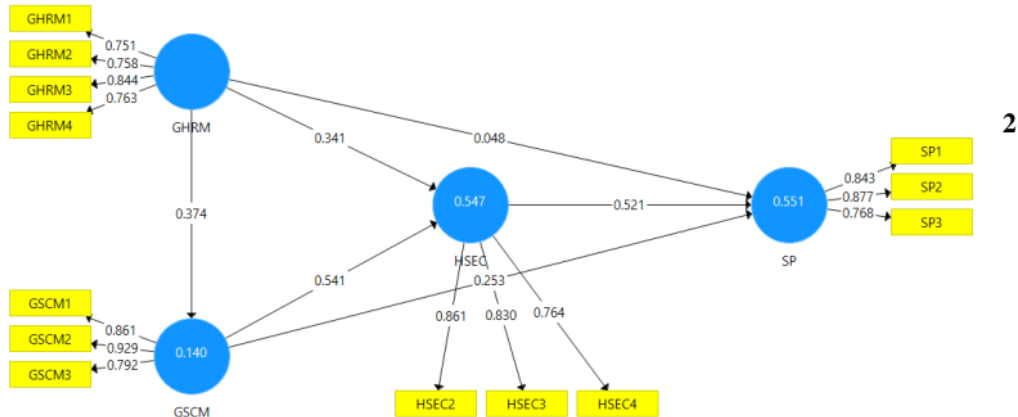 GHRM1
GHRM2
GHRM3
GHRM4
0.751
0.758
0.844
0.763
GHRM
0.341
0.048
2
0.374
SP1
SP2
SP3
0.843
0.877
0.768
0.547
0.521
0.551
HSEC
SP
0.541
0.253
GSCM1
GSCM2
GSCM3
0.861
0.929
0.792
0.140
GSCM
0.861
0.830
0.764
HSEC2
HSEC3
HSEC4